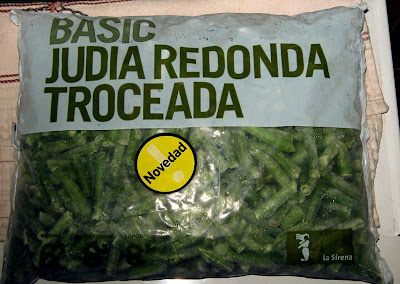 BASIC
JUDIA REDONDA
TROCEADA
Novedad
la Sirena